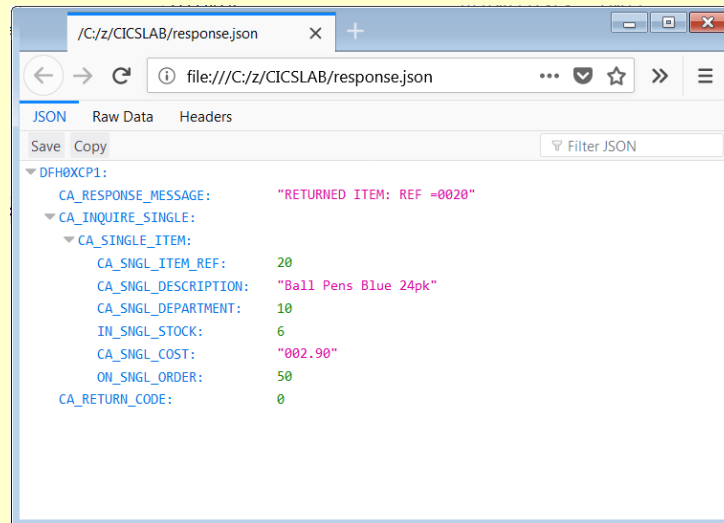 /C:/z/CICSLAB/response.json
file:///C:/z/CICSLAB/response.json
JSON Raw Data Headers
Save Copy Filter JSON
DFH0XCP1:
CA_RESPONSE_MESSAGE: "RETURNED ITEM: REF =0020"
CA_INQUIRE_SINGLE:
CA_SINGLE_ITEM:
CA_SNGL_ITEM_REF: 20
CA_SNGL_DESCRIPTION: "Ball Pens Blue 24pk"
CA_SNGL_DEPARTMENT: 10
IN_SNGL_STOCK: 6
CA_SNGL_COST: "002.90"
ON_SNGL_ORDER: 50
CA_RETURN_CODE: 0